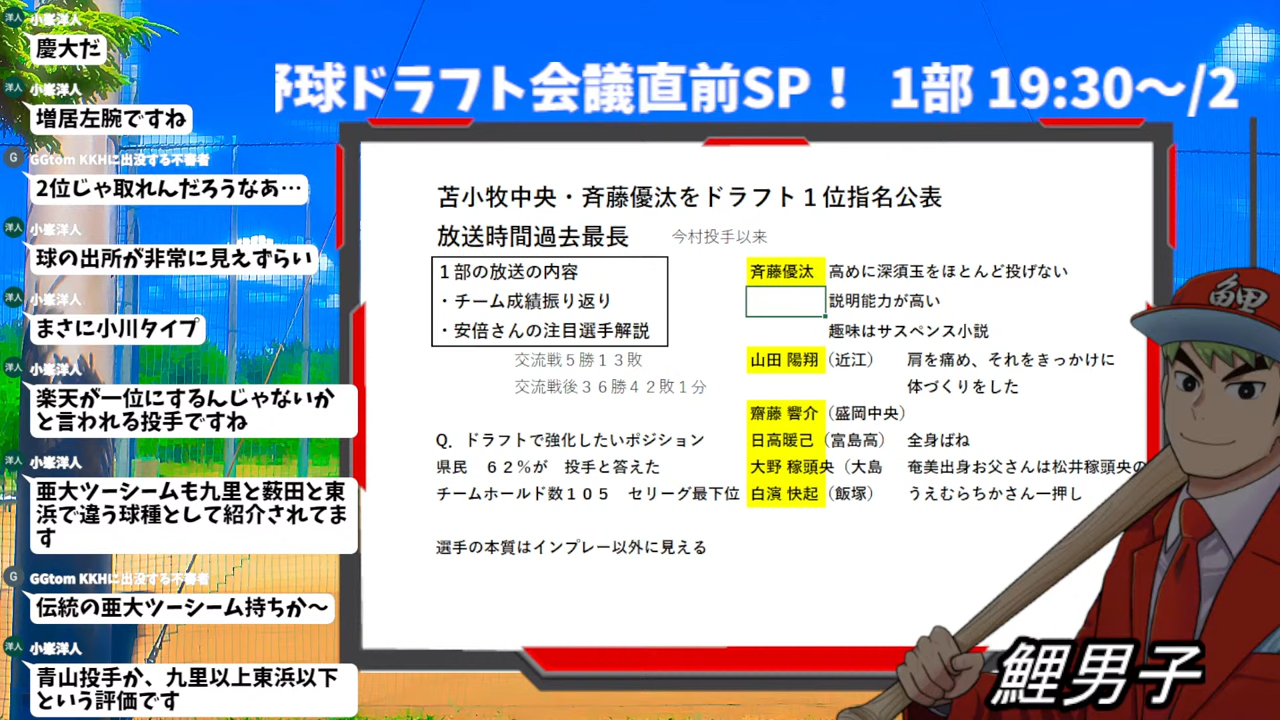 小峯洋人
慶大だ
小峯洋人
増居左腕ですね
GGtom KKHに出没する不審者
2位じゃ取れんだろうなあ…
小峯洋人
球の出所が非常に見えずらい
小峯洋人
まさに小川タイプ
小峯洋人
楽天が一位にするんじゃないか
と言われる投手ですね
小峯洋人
亜大ツーシームも九里と薮田と東
浜で違う球種として紹介されてま
す
GGtom KKHに出没する不審者
伝統の亜大ツーシーム持ちか〜
小峯洋人
青山投手か、九里以上東浜以下
という評価です
野球ドラフト会議直前SP！ 1部 19:30〜/2
苫小牧中央・斉藤優汰をドラフト１位指名公表
放送時間過去最長 今村投手以来
１部の放送の内容
・チーム成績振り返り
・安倍さんの注目選手解説
交流戦５勝１３敗
交流戦後３６勝４２敗１分
Q．ドラフトで強化したいポジション
県民 ６２％が 投手と答えた
チームホールド数１０５ セリーグ最下位
選手の本質はインプレー以外に見える
斉藤優汰 高めに深須玉をほとんど投げない
説明能力が高い
趣味はサスペンス小説
山田 陽翔（近江） 肩を痛め、それをきっかけに
体づくりをした
齋藤 響介（盛岡中央）
日高暖己（富島高） 全身ばね
大野 稼頭央（大島 奄美出身お父さんは松井稼頭央の
白濱 快起（飯塚） うえむらちかさん一押し
鯉
鯉男子